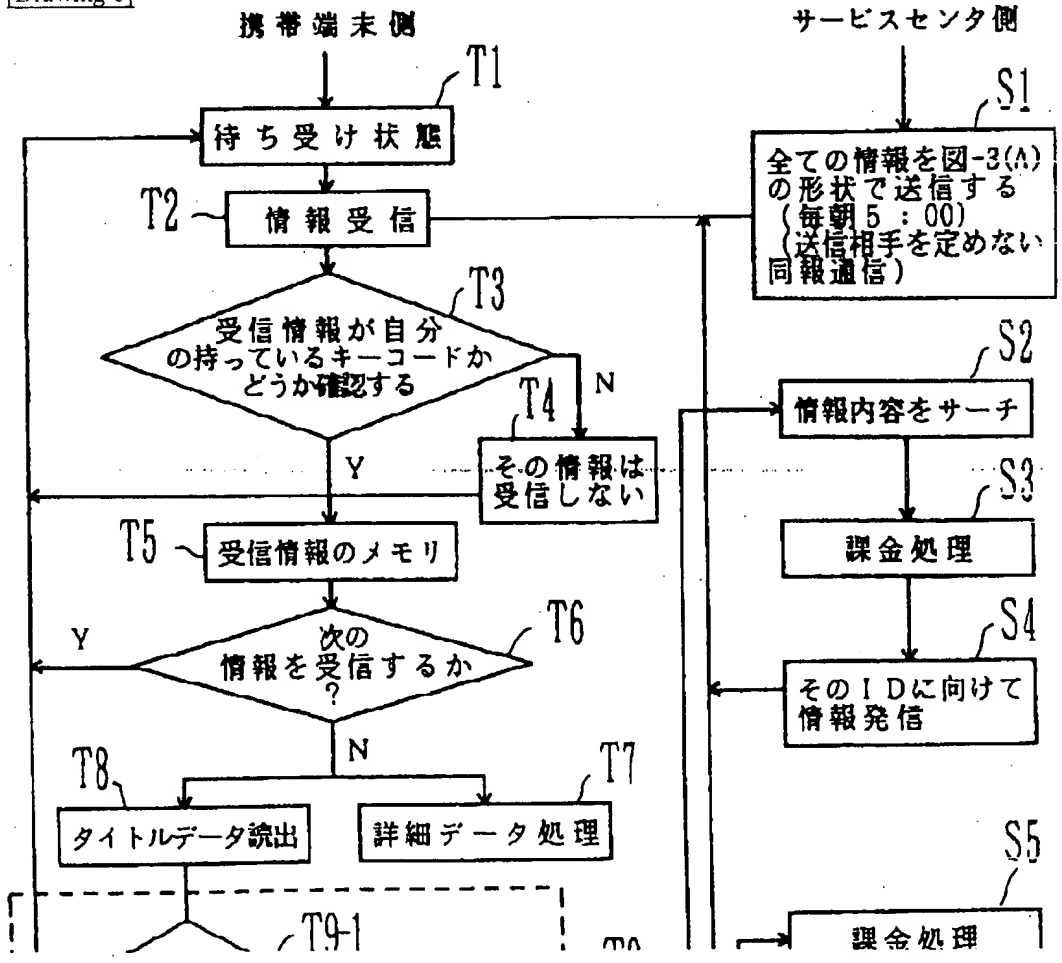 携帯端末側
T1
待ち受け状態
T2
情報受信
T3
受信情報が自分
の持っているキーコードか
どうか確認する
N
T4
その情報は
受信しない
Y
T5
受信情報のメモリ
T6
次の
情報を受信するか
?
Y
N
T8
タイトルデータ読出
T7
詳細データ処理
T9-1
サービスセンタ側
S1
全ての情報を図-3(A)
の形状で送信する
(毎朝5:00)
(送信相手を定めない
同報通信)
S2
情報内容をサーチ
S3
課金処理
S4
そのIDに向けて
情報発信
S5
課金処理